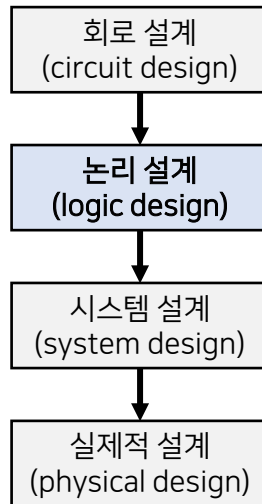 회로 설계
(circuit design)
논리 설계
(logic design)
시스템 설계
(system design)
실제적 설계
(physical design)